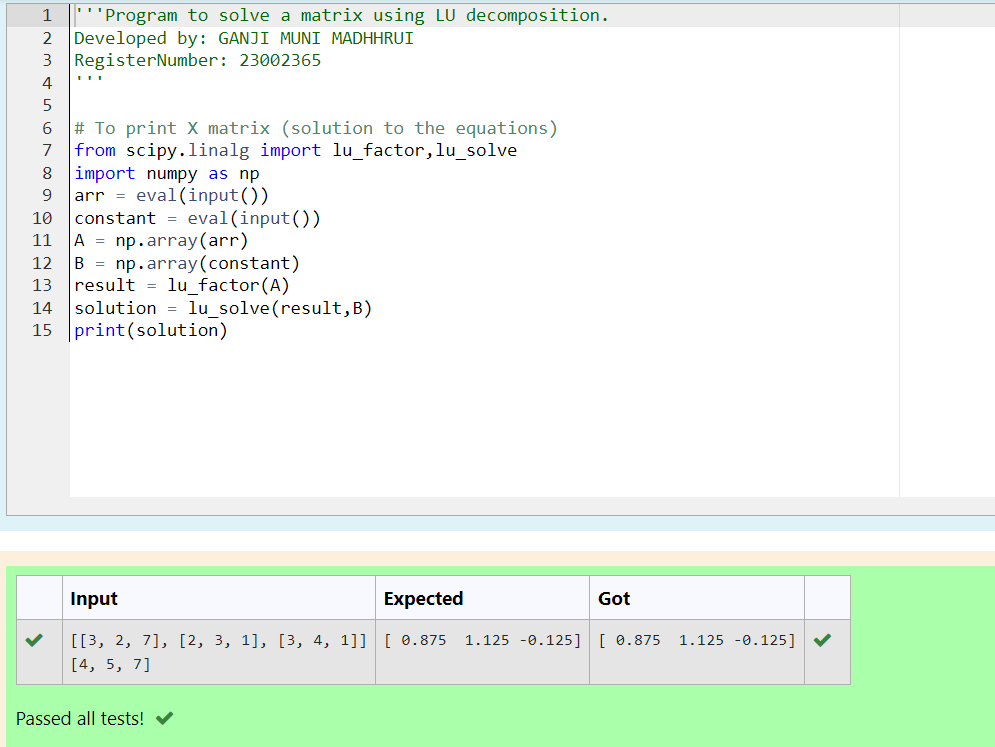 1 '''Program to solve a matrix using LU decomposition.
2 Developed by: GANJI MUNI MADHHRUI
3 RegisterNumber: 23002365
4 '''
5
6 # To print X matrix (solution to the equations)
7 from scipy.linalg import lu_factor,lu_solve
8 import numpy as np
9 arr = eval(input())
10 constant = eval(input())
11 A = np.array(arr)
12 B = np.array(constant)
13 result = lu_factor(A)
14 solution = lu_solve(result,B)
15 print(solution)
Input Expected Got
[[3, 2, 7], [2, 3, 1], [3, 4, 1]] [ 0.875  1.125 -0.125] [ 0.875  1.125 -0.125]
[4, 5, 7]
Passed all tests!